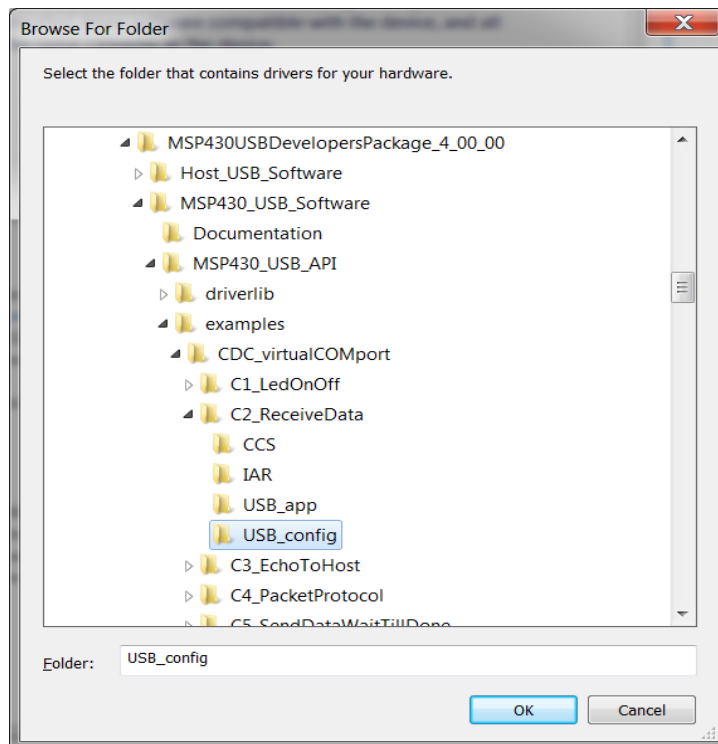 Browse For Folder
Select the folder that contains drivers for your hardware.
MSP430USBDevelopersPackage_4_00_00
Host_USB_Software
MSP430_USB_Software
Documentation
MSP430_USB_API
driverlib
examples
CDC_virtualCOMport
C1_LedOnOff
C2_ReceiveData
CCS
IAR
USB_app
USB_config
C3_EchoToHost
C4_PacketProtocol
C5_SendDataWaitTillDone
Folder: USB_config
OK Cancel